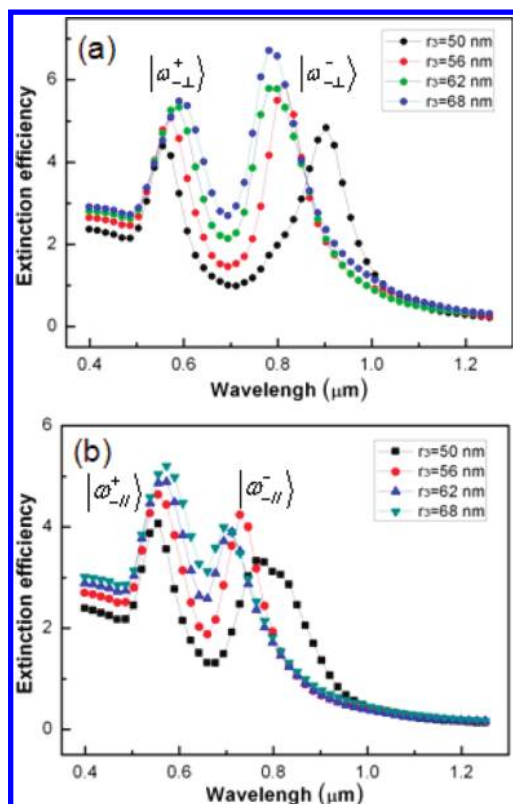 (a)
|ω⁺₋⊥⟩
|ω⁻₋⊥⟩
r3=50 nm
r3=56 nm
r3=62 nm
r3=68 nm
Extinction efficiency
6
4
2
0
0.4 0.6 0.8 1.0 1.2
Wavelengh (μm)
(b)
|ω⁺₋//⟩
|ω⁻₋//⟩
r3=50 nm
r3=56 nm
r3=62 nm
r3=68 nm
Extinction efficiency
6
4
2
0
0.4 0.6 0.8 1.0 1.2
Wavelength (μm)